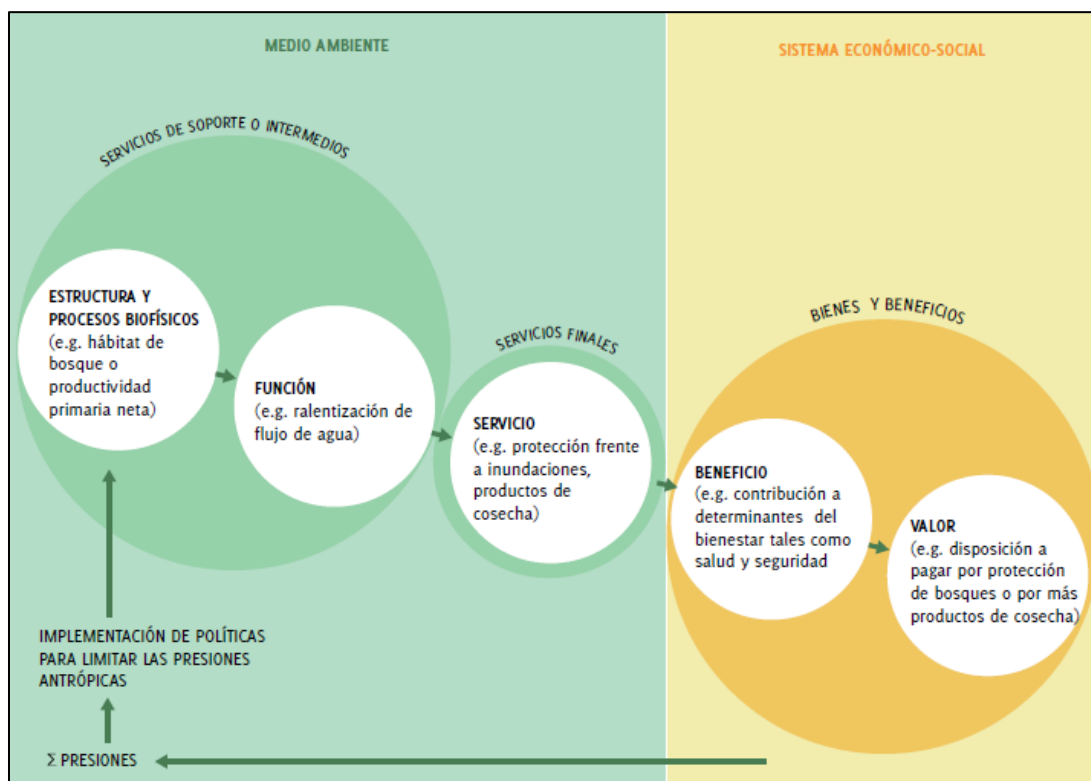 MEDIO AMBIENTE
SISTEMA ECONÓMICO-SOCIAL
SERVICIOS DE SOPORTE O INTERMEDIOS
ESTRUCTURA Y
PROCESOS BIOFÍSICOS
(e.g. hábitat de
bosque o
productividad
primaria neta)
FUNCIÓN
(e.g. ralentización de
flujo de agua)
SERVICIOS FINALES
SERVICIO
(e.g. protección frente
a inundaciones,
productos de
cosecha)
BIENES Y BENEFICIOS
BENEFICIO
(e.g. contribución a
determinantes del
bienestar tales como
salud y seguridad
VALOR
(e.g. disposición a
pagar por protección
de bosques o por más
productos de cosecha)
IMPLEMENTACIÓN DE POLÍTICAS
PARA LIMITAR LAS PRESIONES
ANTRÓPICAS
Σ PRESIONES